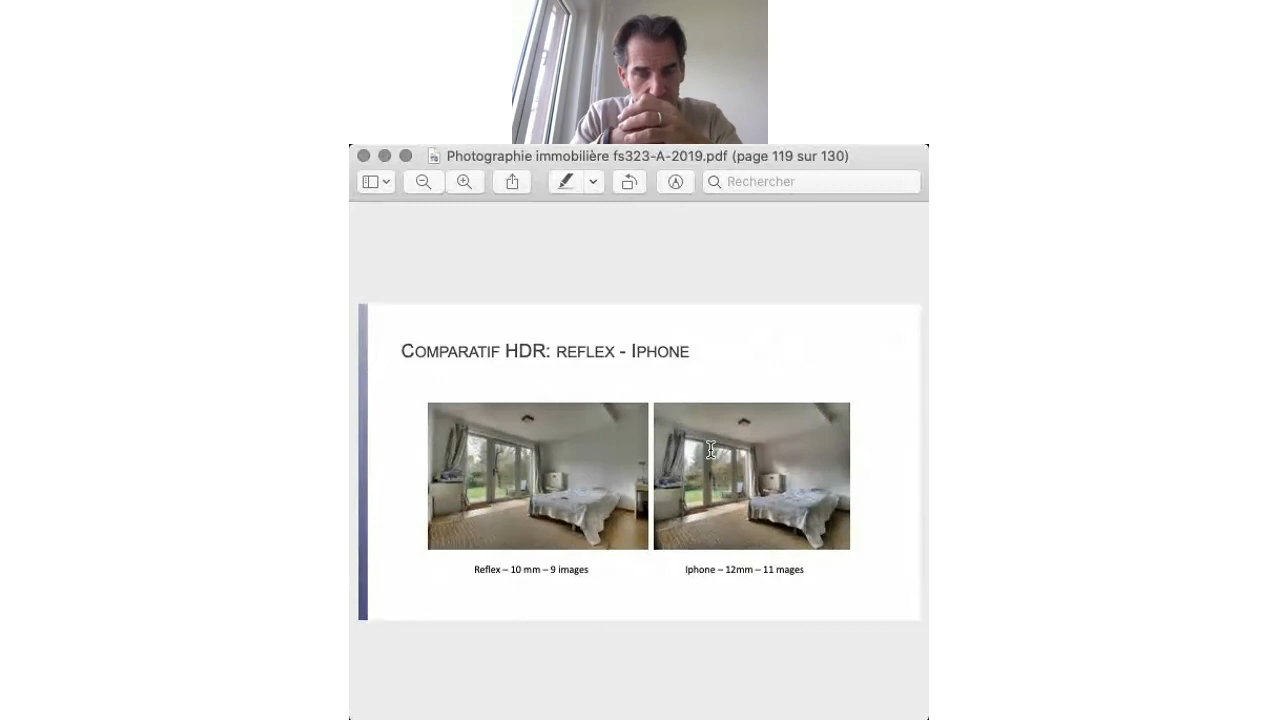 Photographie immobilière fs323-A-2019.pdf (page 119 sur 130)
Rechercher
Comparatif HDR: reflex - Iphone
Reflex – 10 mm – 9 images
Iphone – 12mm – 11 mages